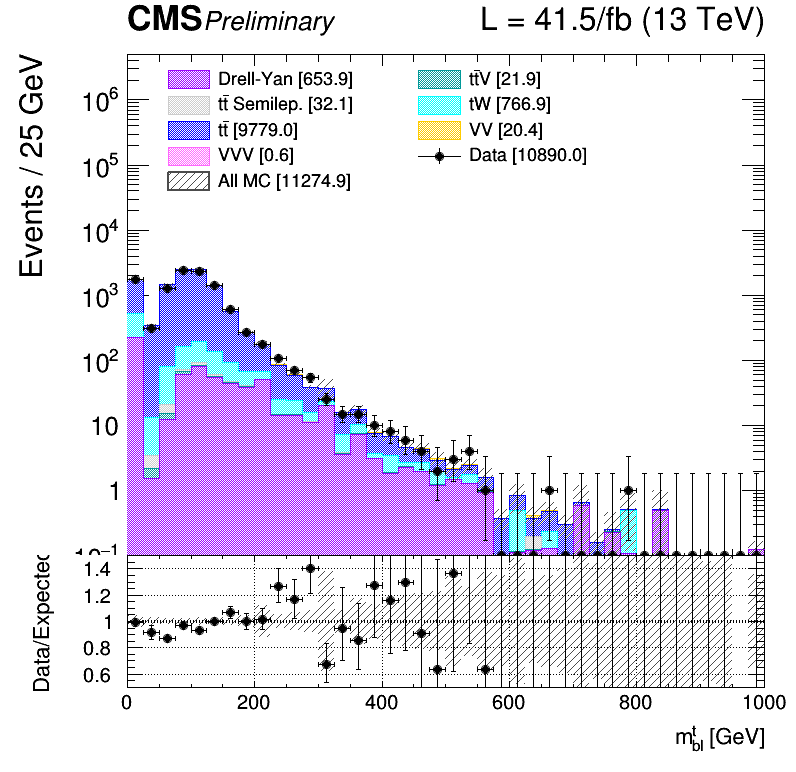 CMS Preliminary L = 41.5/fb (13 TeV)
Events / 25 GeV
Drell-Yan [653.9]
tt̄ Semilep. [32.1]
tt̄ [9779.0]
VVV [0.6]
All MC [11274.9]
tt̄V [21.9]
tW [766.9]
VV [20.4]
Data [10890.0]
10⁶
10⁵
10⁴
10³
10²
10
1
10⁻¹
Data/Expected
1.4
1.2
1
0.8
0.6
0 200 400 600 800 1000
m^t_bl [GeV]